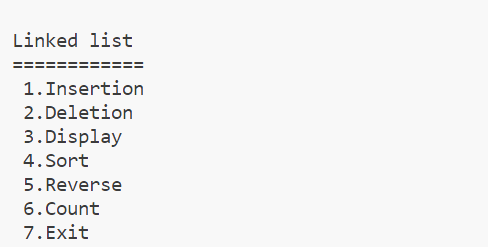 Linked list
============
1.Insertion
2.Deletion
3.Display
4.Sort
5.Reverse
6.Count
7.Exit